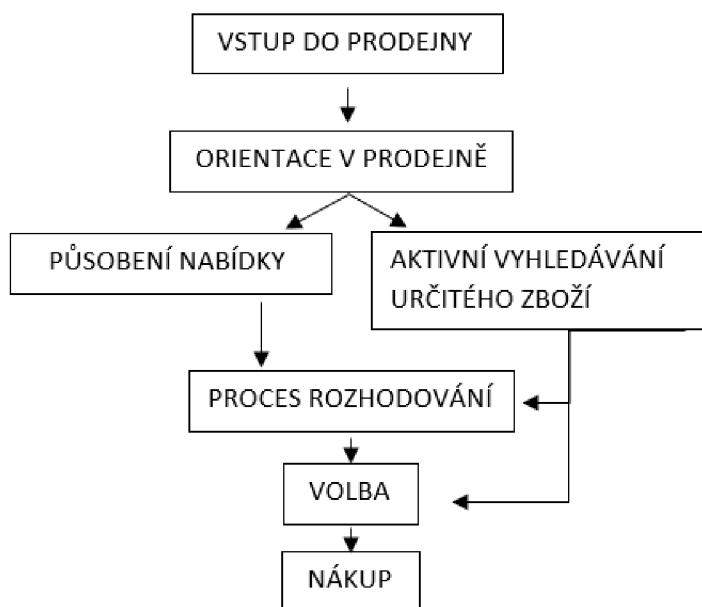 VSTUP DO PRODEJNY
ORIENTACE V PRODEJNĚ
PŮSOBENÍ NABÍDKY
AKTIVNÍ VYHLEDÁVÁNÍ
URČITÉHO ZBOŽÍ
PROCES ROZHODOVÁNÍ
VOLBA
NÁKUP